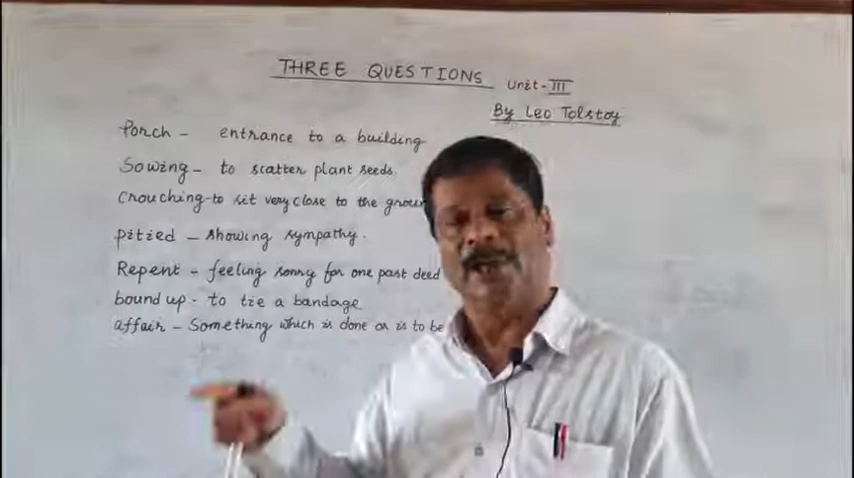 THREE QUESTIONS Unit-III
By Leo Tolstoy
Porch - entrance to a building
Sowing - to scatter plant seeds.
Crouching-to sit very close to the groun
Pitied - showing sympathy.
Repent - feeling sorry for one past deed
bound up - to tie a bandage
affair - Something which is done or is to be